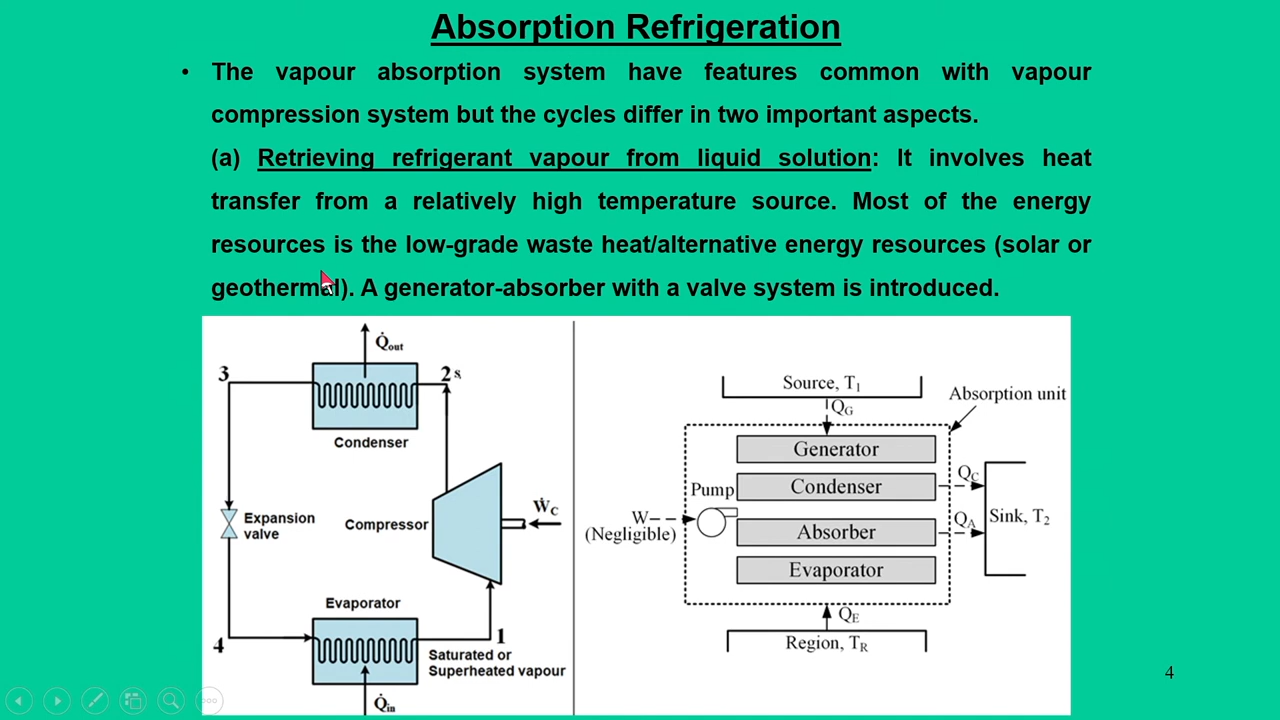 Absorption Refrigeration
• The vapour absorption system have features common with vapour
compression system but the cycles differ in two important aspects.
(a) Retrieving refrigerant vapour from liquid solution: It involves heat
transfer from a relatively high temperature source. Most of the energy
resources is the low-grade waste heat/alternative energy resources (solar or
geothermal). A generator-absorber with a valve system is introduced.
Q̇out
3
2s
Condenser
Expansion
valve
Compressor
ẆC
Evaporator
4
1
Saturated or
Superheated vapour
Q̇in
Source, T1
Absorption unit
QG
Generator
Condenser
QC
Pump
W
(Negligible)
Absorber
QA
Sink, T2
Evaporator
QE
Region, TR
4